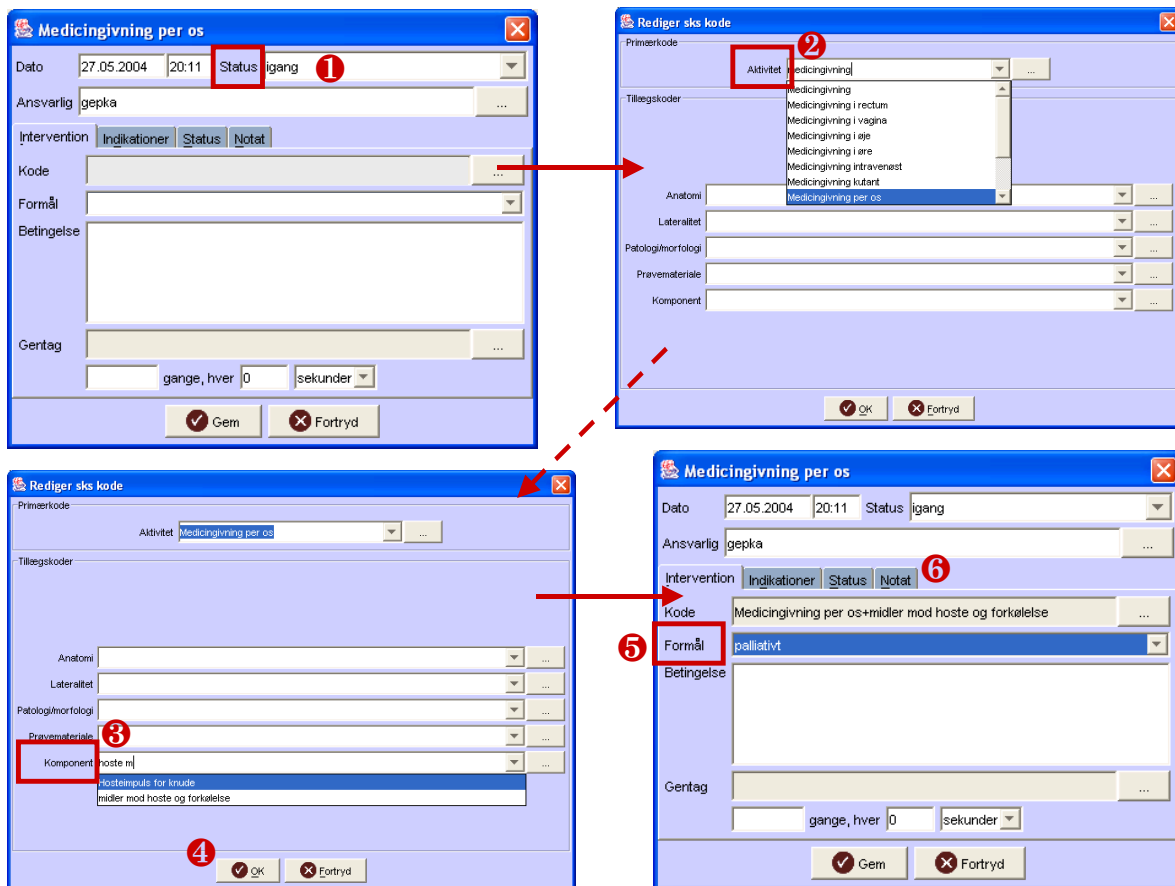 Medicingivning per os
Dato 27.05.2004 20:11 Status igang ❶
Ansvarlig gepka ...
Intervention Indikationer Status Notat
Kode ...
Formål
Betingelse
Gentag ...
gange, hver 0 sekunder
Gem Fortryd
Rediger sks kode
Primærkode
❷
Aktivitet medicingivning ...
Medicingivning
Tillægskoder
Medicingivning i rectum
Medicingivning i vagina
Medicingivning i øje
Medicingivning i øre
Medicingivning intravenøst
Medicingivning kutant
Medicingivning per os
Anatomi ...
Lateralitet ...
Patologi/morfologi ...
Prøvemateriale ...
Komponent ...
OK Fortryd
Rediger sks kode
Primærkode
Aktivitet Medicingivning per os ...
Tillægskoder
Anatomi ...
Lateralitet ...
Patologi/morfologi ...
Prøvemateriale ...
❸
Komponent hoste m ...
Hosteimpuls for knude
midler mod hoste og forkølelse
❹
OK Fortryd
Medicingivning per os
Dato 27.05.2004 20:11 Status igang
Ansvarlig gepka ...
Intervention Indikationer Status Notat ❻
Kode Medicingivning per os+midler mod hoste og forkølelse ...
❺ Formål palliativt
Betingelse
Gentag ...
gange, hver 0 sekunder
Gem Fortryd